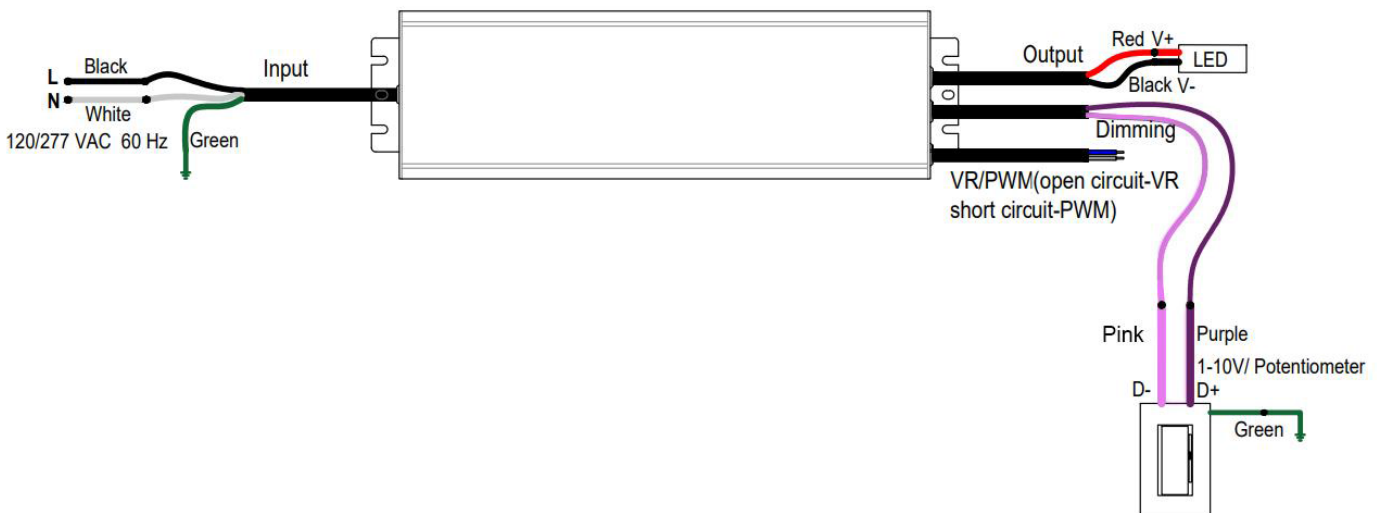 L
Black
N
White
120/277 VAC 60 Hz
Green
Input
Output
Red V+
LED
Black V-
Dimming
VR/PWM(open circuit-VR
short circuit-PWM)
Pink
Purple
1-10V/ Potentiometer
D-
D+
Green